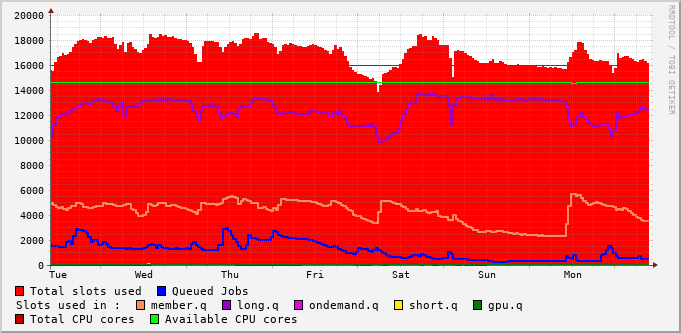 20000
18000
16000
14000
12000
10000
8000
6000
4000
2000
0
Tue Wed Thu Fri Sat Sun Mon
RRDTOOL / TOBI OETIKER
Total slots used Queued Jobs
Slots used in : member.q long.q ondemand.q short.q gpu.q
Total CPU cores Available CPU cores